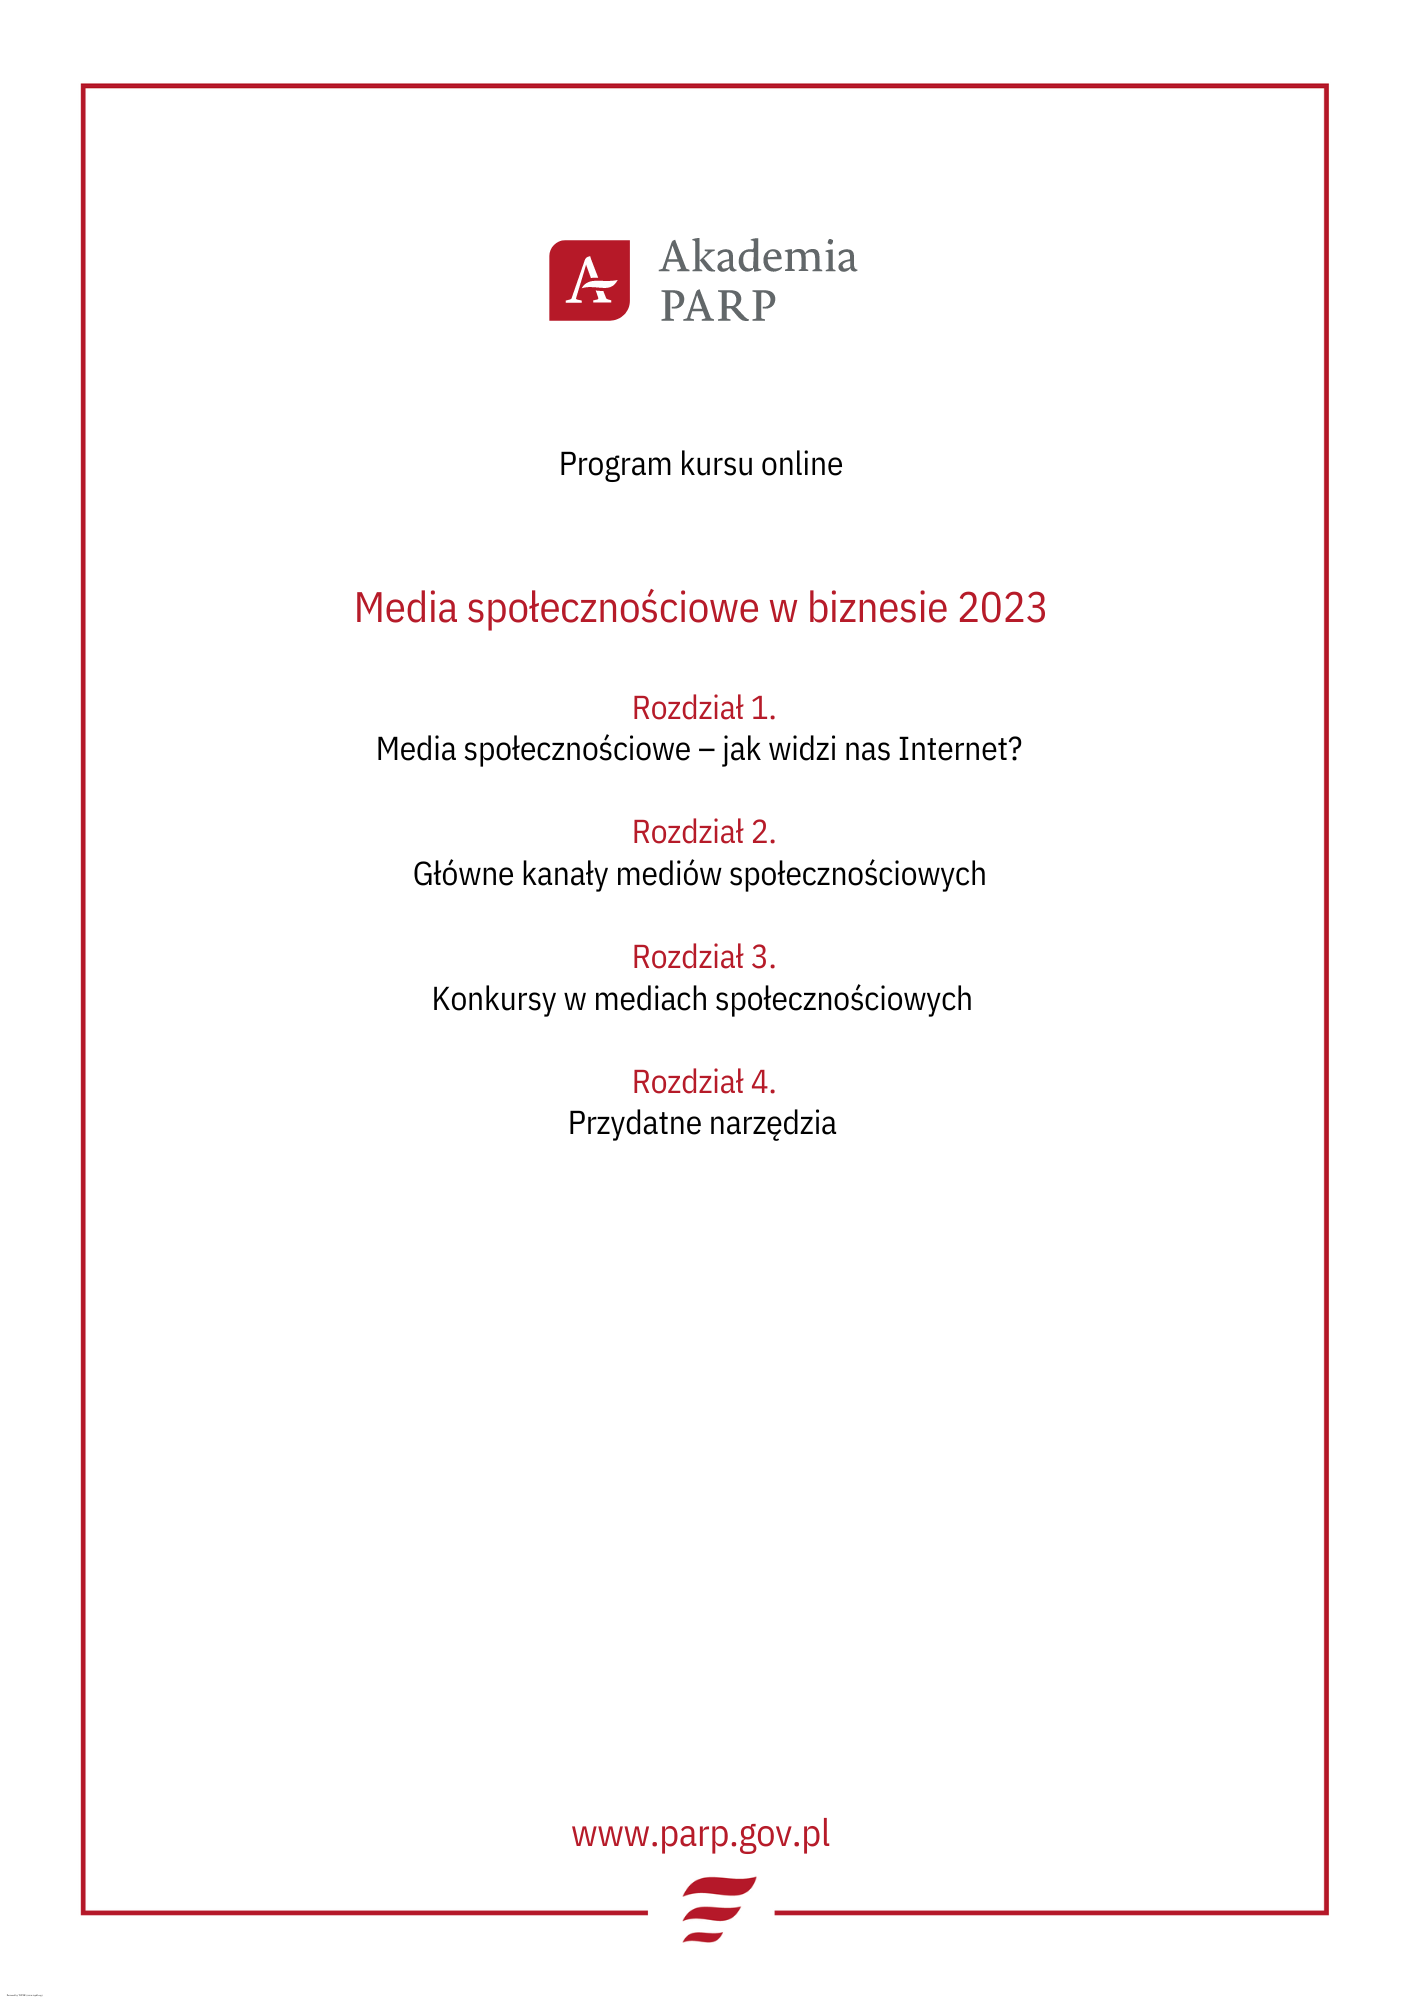 Akademia
PARP
Program kursu online
Media społecznościowe w biznesie 2023
Rozdział 1.
Media społecznościowe – jak widzi nas Internet?
Rozdział 2.
Główne kanały mediów społecznościowych
Rozdział 3.
Konkursy w mediach społecznościowych
Rozdział 4.
Przydatne narzędzia
www.parp.gov.pl